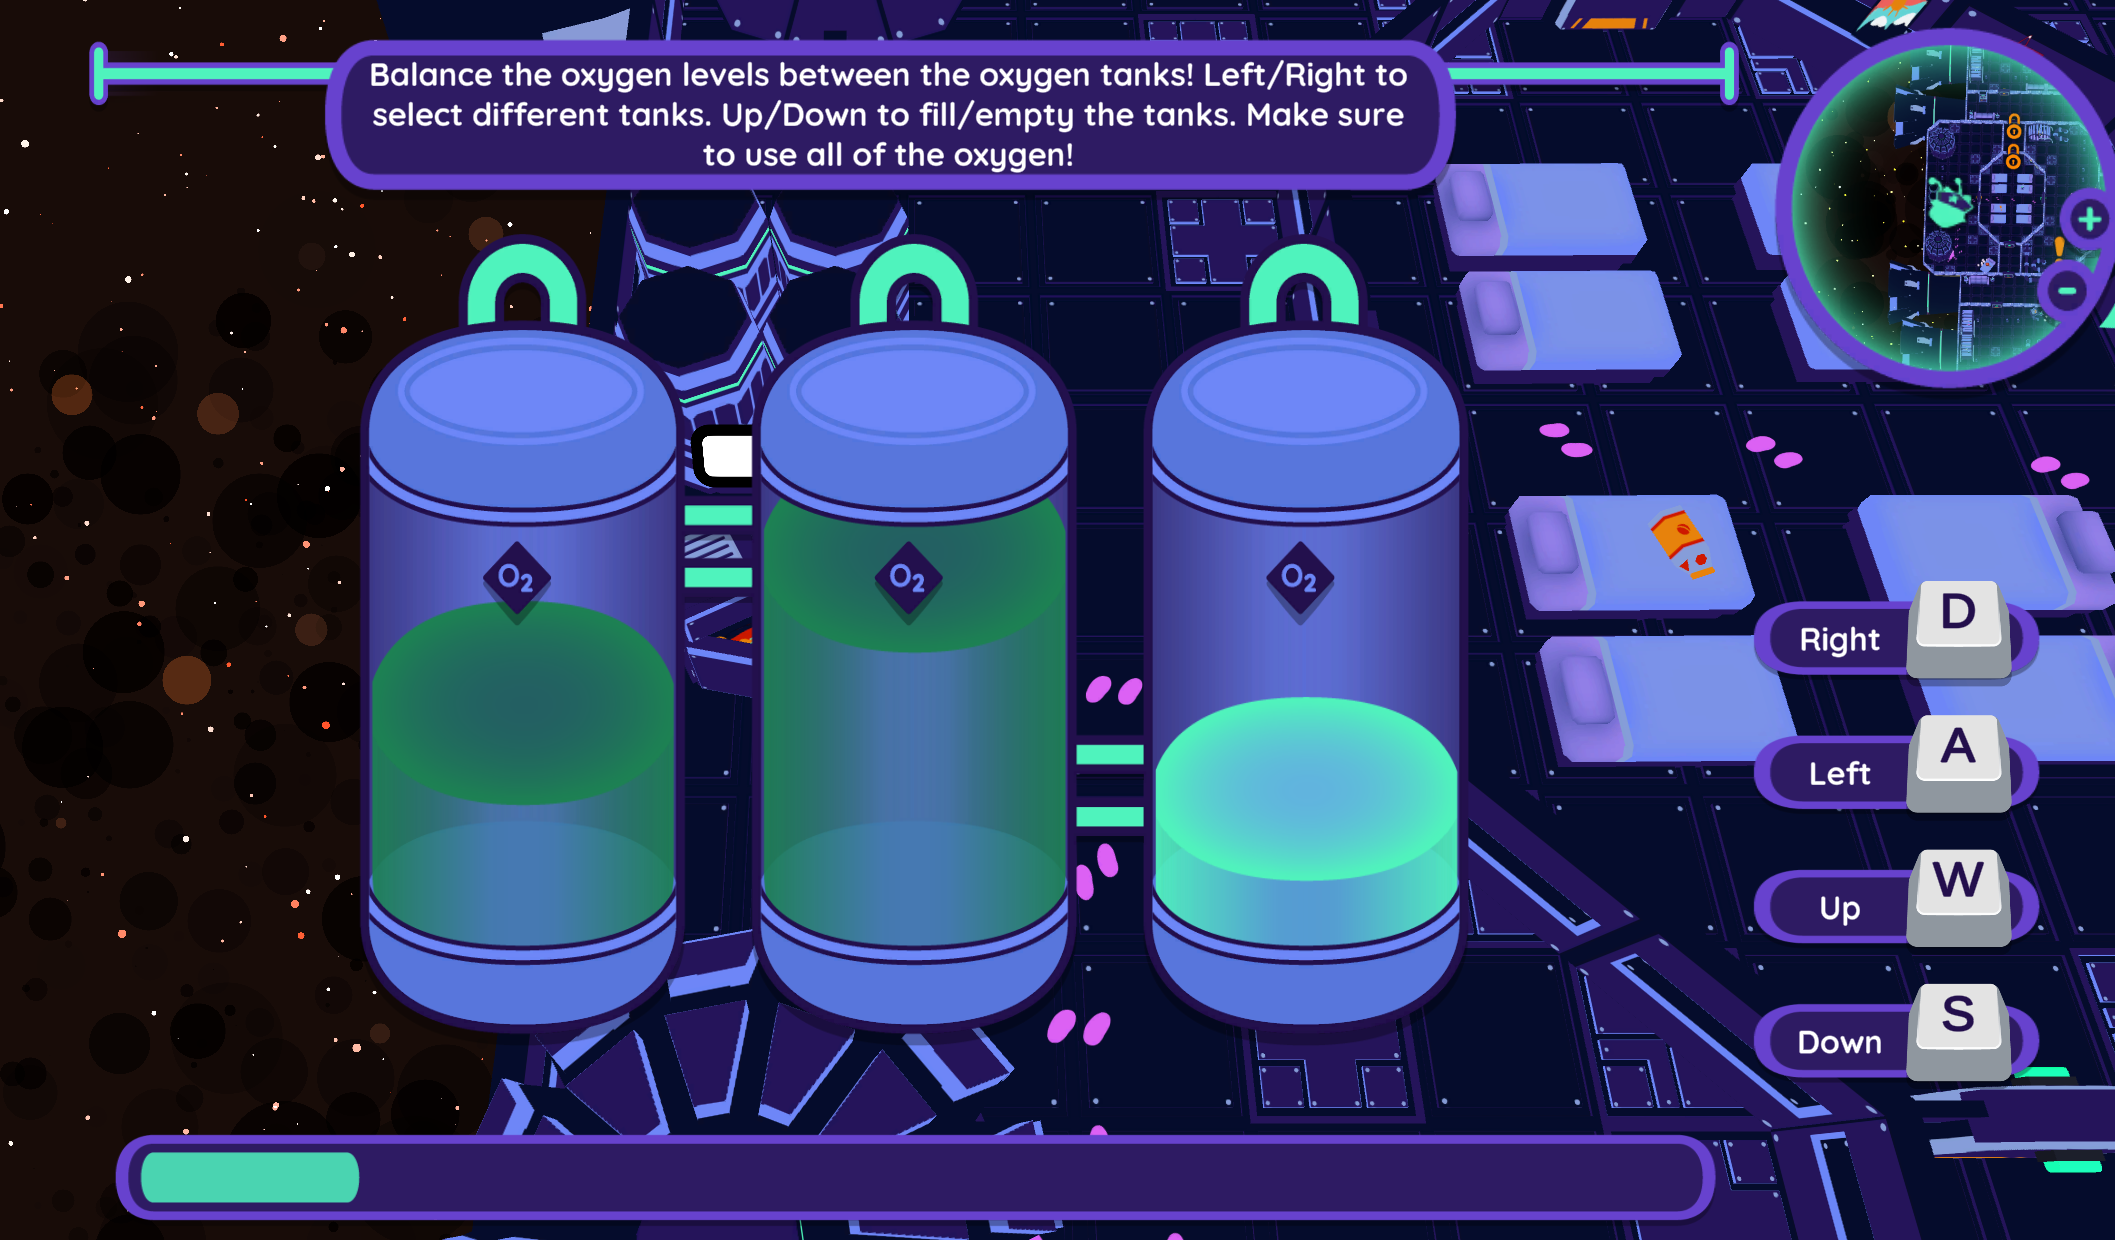 Balance the oxygen levels between the oxygen tanks! Left/Right to
select different tanks. Up/Down to fill/empty the tanks. Make sure
to use all of the oxygen!
O₂
O₂
O₂
Right D
Left A
Up W
Down S